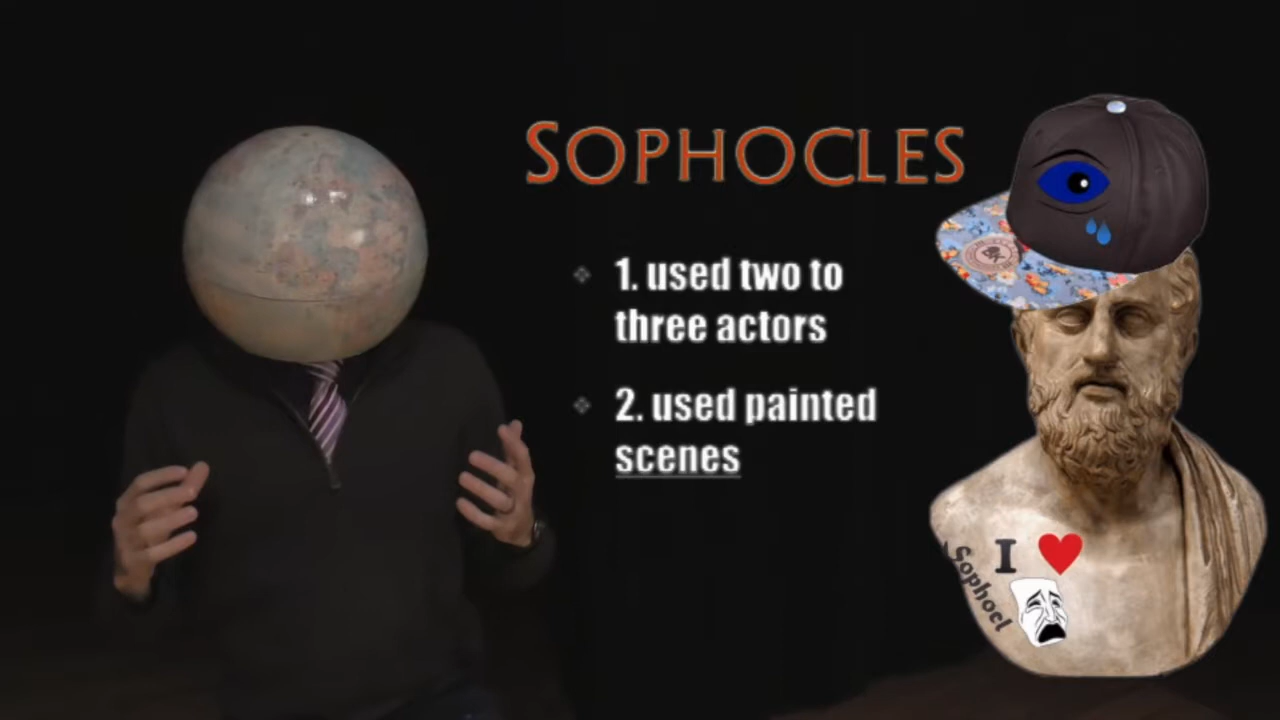 SOPHOCLES
1. used two to
three actors
2. used painted
scenes
I
Sophocl